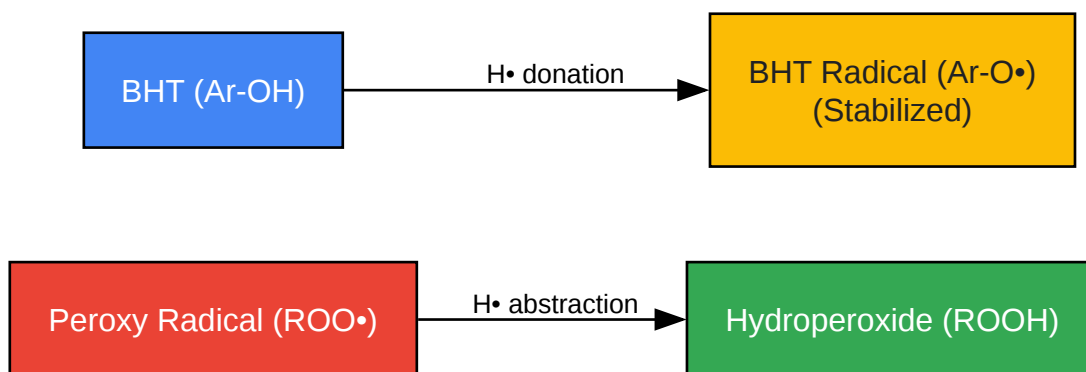 BHT (Ar-OH)
H• donation
BHT Radical (Ar-O•)
(Stabilized)
Peroxy Radical (ROO•)
H• abstraction
Hydroperoxide (ROOH)